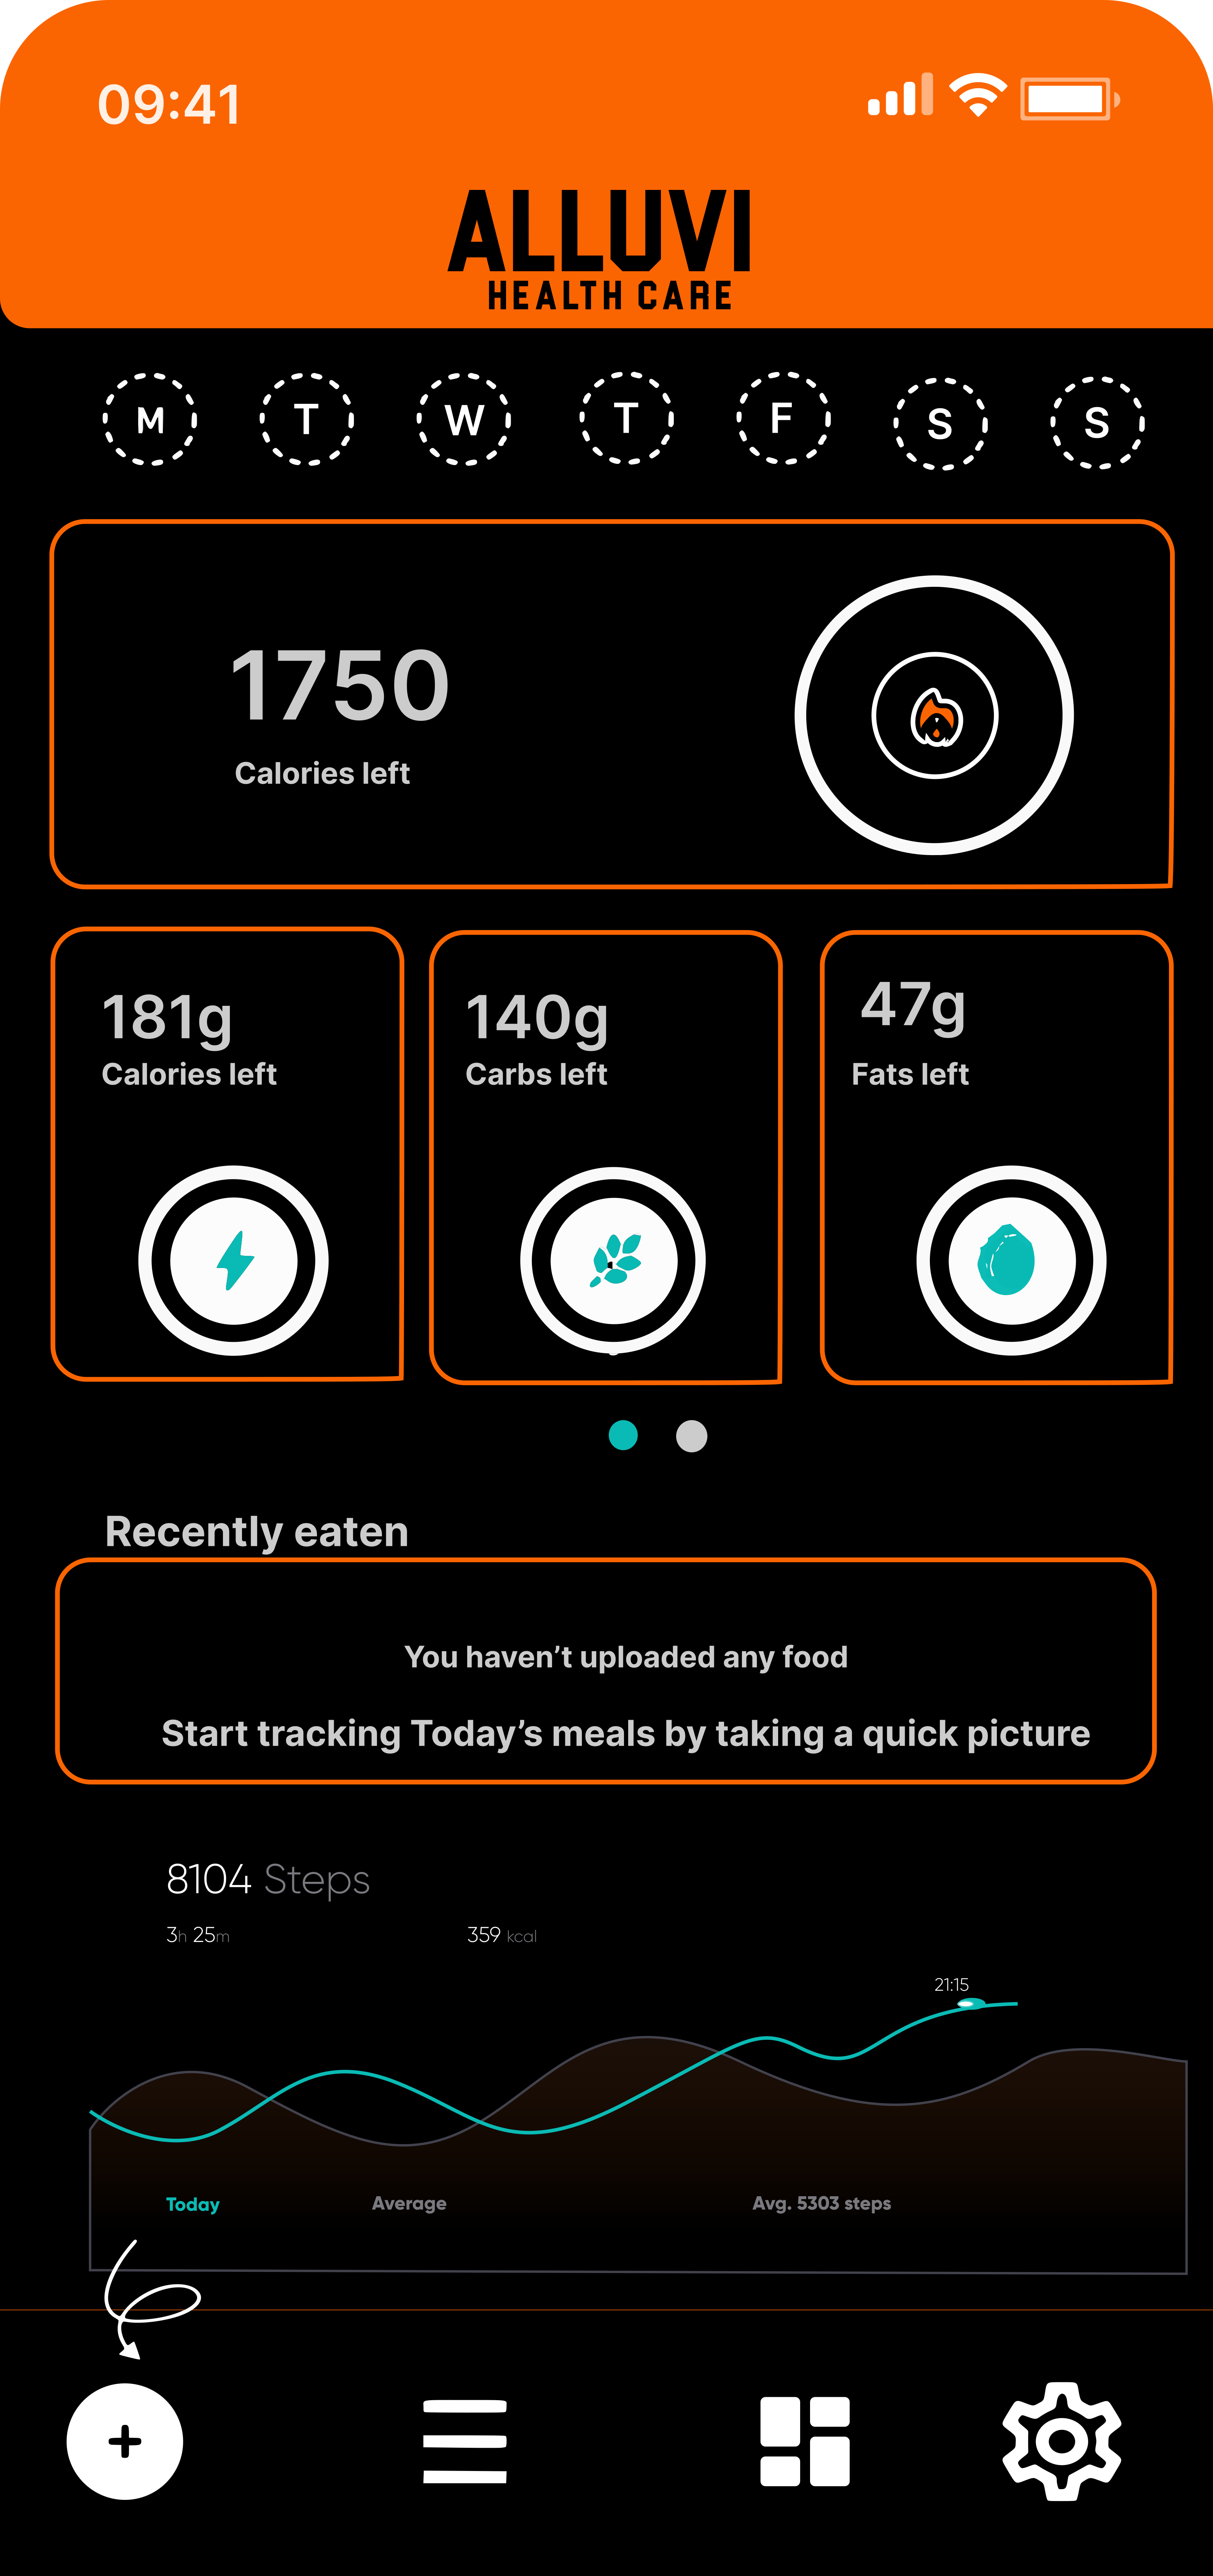 09:41
ALLUVI
HEALTH CARE
M T W T F S S
1750
Calories left
181g 140g 47g
Calories left Carbs left Fats left
Recently eaten
You haven’t uploaded any food
Start tracking Today’s meals by taking a quick picture
8104 Steps
3h 25m 359 kcal
21:15
Today Average Avg. 5303 steps